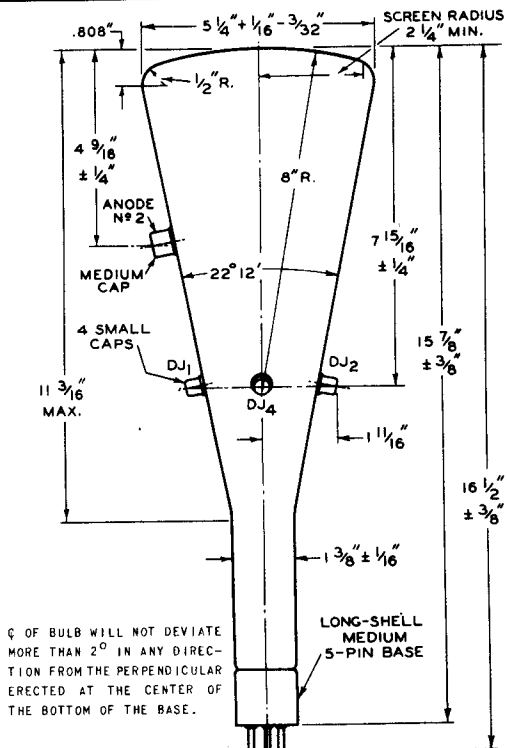 5 1/4" + 1/16" - 3/32"
SCREEN RADIUS
2 1/4" MIN.
.808"
1/2" R.
4 9/16"
± 1/4"
8" R.
ANODE
Nº 2
MEDIUM
CAP
7 15/16"
± 1/4"
22° 12'
4 SMALL
CAPS
DJ1
DJ2
DJ4
15 7/8"
± 3/8"
11 3/16"
MAX.
1 11/16"
16 1/2"
± 3/8"
1 3/8" ± 1/16"
LONG-SHELL
MEDIUM
5-PIN BASE
℄ OF BULB WILL NOT DEVIATE
MORE THAN 2° IN ANY DIREC-
TION FROM THE PERPENDICULAR
ERECTED AT THE CENTER OF
THE BOTTOM OF THE BASE.